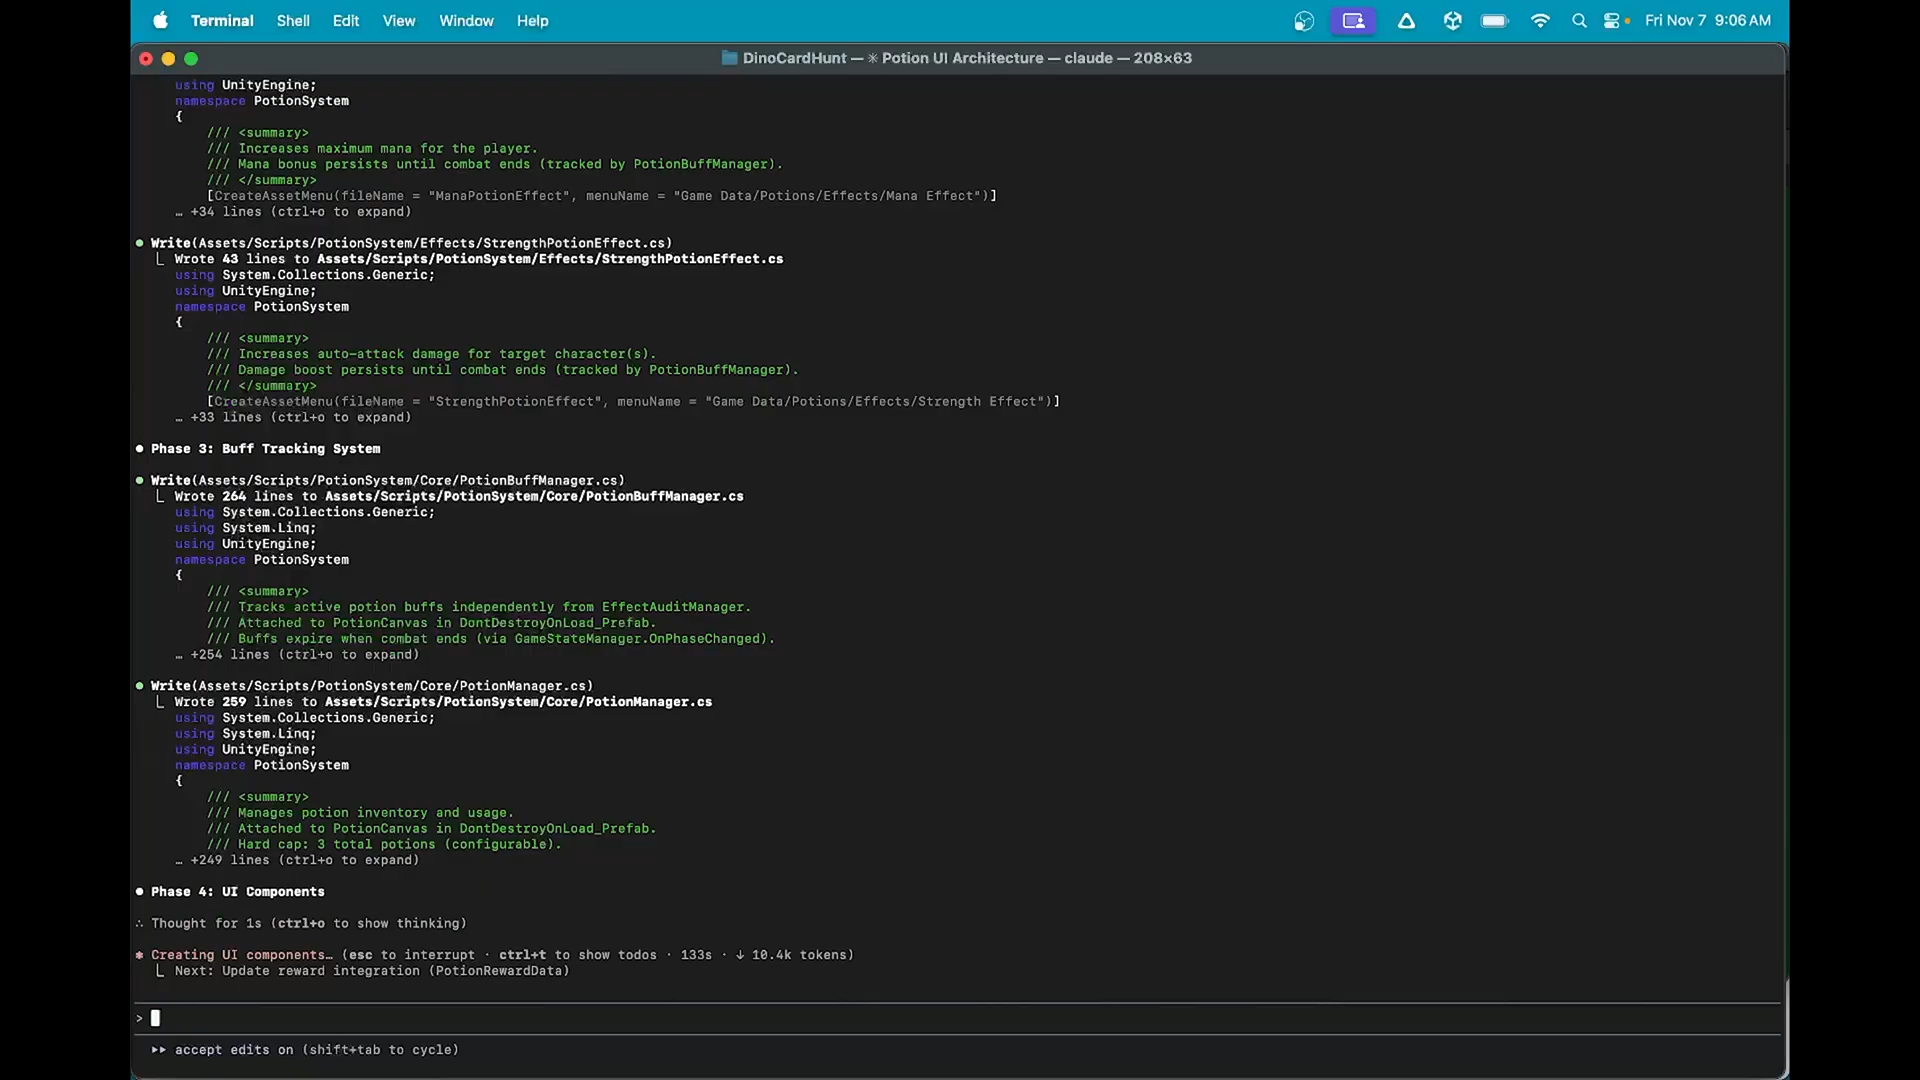 Terminal Shell Edit View Window Help Fri Nov 7 9:06 AM
DinoCardHunt — ✳ Potion UI Architecture — claude — 208×63
using UnityEngine;
namespace PotionSystem
{
/// <summary>
/// Increases maximum mana for the player.
/// Mana bonus persists until combat ends (tracked by PotionBuffManager).
/// </summary>
[CreateAssetMenu(fileName = "ManaPotionEffect", menuName = "Game Data/Potions/Effects/Mana Effect")]
… +34 lines (ctrl+o to expand)
● Write(Assets/Scripts/PotionSystem/Effects/StrengthPotionEffect.cs)
⎿ Wrote 43 lines to Assets/Scripts/PotionSystem/Effects/StrengthPotionEffect.cs
using System.Collections.Generic;
using UnityEngine;
namespace PotionSystem
{
/// <summary>
/// Increases auto-attack damage for target character(s).
/// Damage boost persists until combat ends (tracked by PotionBuffManager).
/// </summary>
[CreateAssetMenu(fileName = "StrengthPotionEffect", menuName = "Game Data/Potions/Effects/Strength Effect")]
… +33 lines (ctrl+o to expand)
● Phase 3: Buff Tracking System
● Write(Assets/Scripts/PotionSystem/Core/PotionBuffManager.cs)
⎿ Wrote 264 lines to Assets/Scripts/PotionSystem/Core/PotionBuffManager.cs
using System.Collections.Generic;
using System.Linq;
using UnityEngine;
namespace PotionSystem
{
/// <summary>
/// Tracks active potion buffs independently from EffectAuditManager.
/// Attached to PotionCanvas in DontDestroyOnLoad_Prefab.
/// Buffs expire when combat ends (via GameStateManager.OnPhaseChanged).
… +254 lines (ctrl+o to expand)
● Write(Assets/Scripts/PotionSystem/Core/PotionManager.cs)
⎿ Wrote 259 lines to Assets/Scripts/PotionSystem/Core/PotionManager.cs
using System.Collections.Generic;
using System.Linq;
using UnityEngine;
namespace PotionSystem
{
/// <summary>
/// Manages potion inventory and usage.
/// Attached to PotionCanvas in DontDestroyOnLoad_Prefab.
/// Hard cap: 3 total potions (configurable).
… +249 lines (ctrl+o to expand)
● Phase 4: UI Components
∴ Thought for 1s (ctrl+o to show thinking)
✽ Creating UI components… (esc to interrupt · ctrl+t to show todos · 133s · ↓ 10.4k tokens)
⎿ Next: Update reward integration (PotionRewardData)
>
▸▸ accept edits on (shift+tab to cycle)